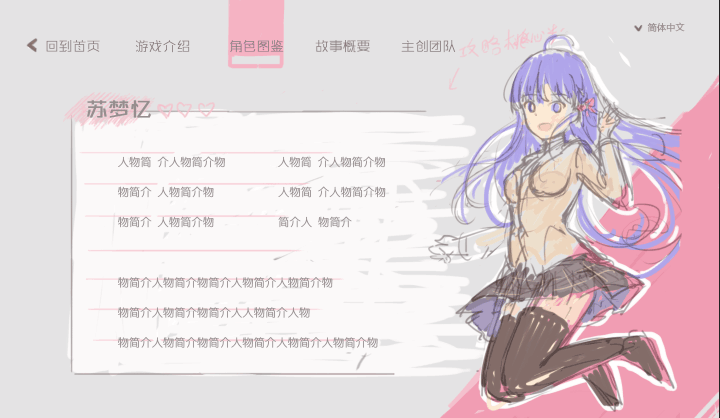 回到首页 游戏介绍 角色图鉴 故事概要 主创团队
简体中文
苏梦忆
人物简 介人物简介物 人物简 介人物简介物
物简介 人物简介物 人物简 介人物简介物
物简介 人物简介物 简介人 物简介
物简介人物简介物简介人物简介人物简介物
物简介人物简介物简介人人物简介人物
物简介人物简介物简介人物简介人物简介人物简介物